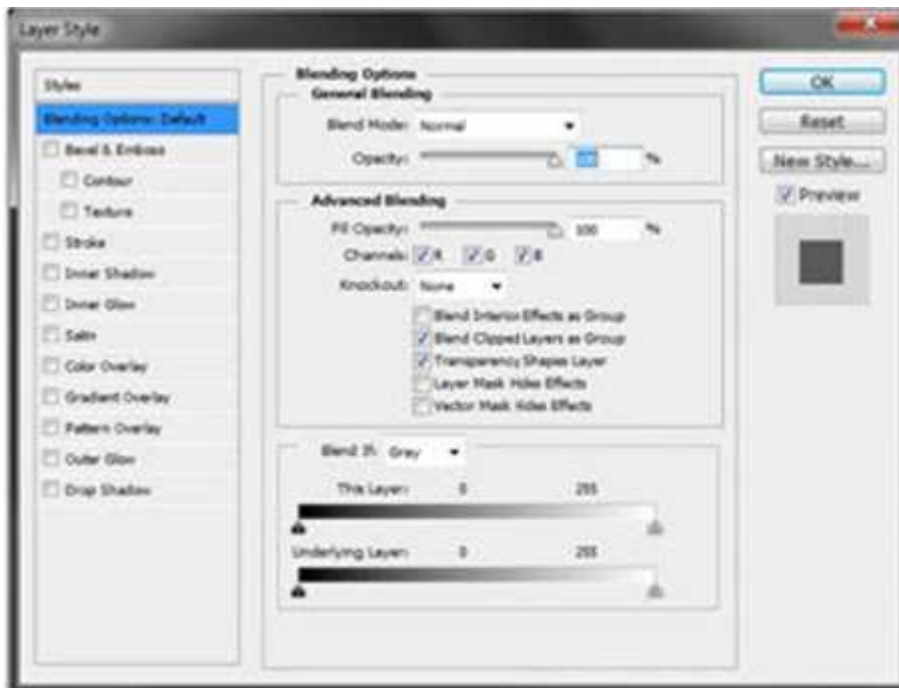 Layer Style
Styles
Blending Options: Default
Bevel & Emboss
Contour
Texture
Stroke
Inner Shadow
Inner Glow
Satin
Color Overlay
Gradient Overlay
Pattern Overlay
Outer Glow
Drop Shadow
Blending Options
General Blending
Blend Mode: Normal
Opacity: 100 %
Advanced Blending
Fill Opacity: 100 %
Channels: R G B
Knockout: None
Blend Interior Effects as Group
Blend Clipped Layers as Group
Transparency Shapes Layer
Layer Mask Hides Effects
Vector Mask Hides Effects
Blend If: Gray
This Layer: 0 255
Underlying Layer: 0 255
OK
Reset
New Style...
Preview